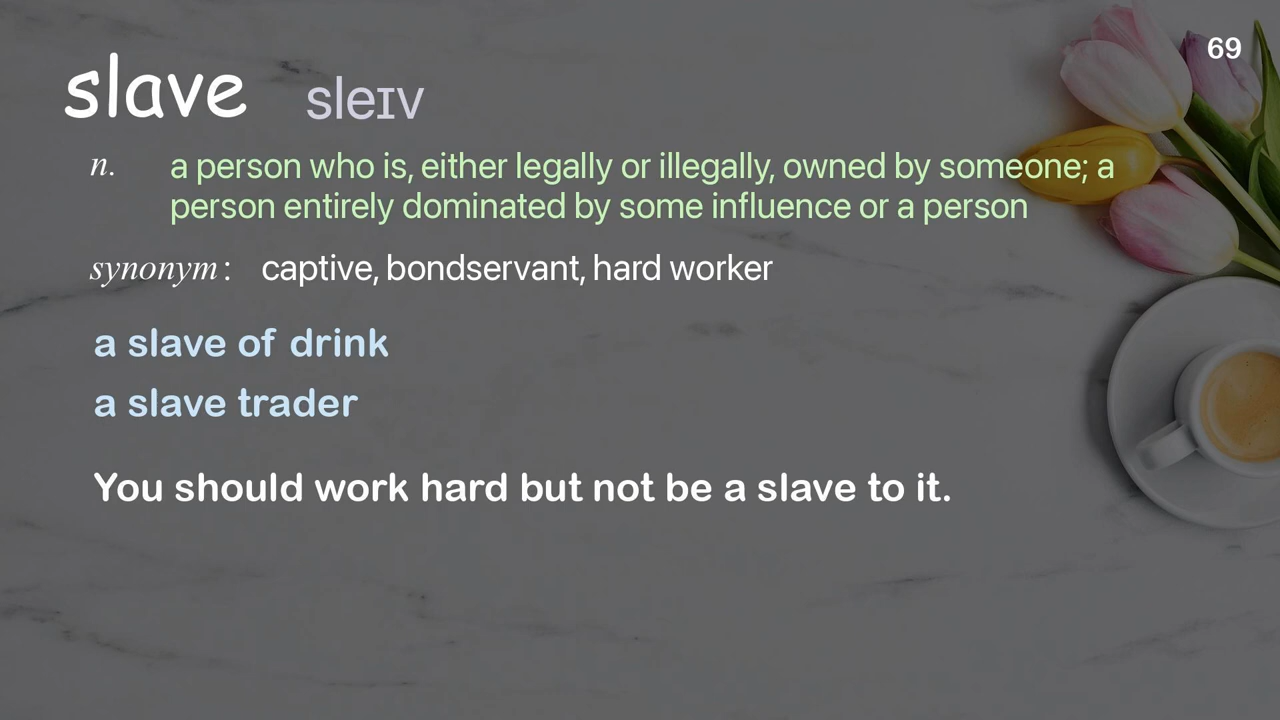 69
slave sleɪv
n. a person who is, either legally or illegally, owned by someone; a
person entirely dominated by some influence or a person
synonym: captive, bondservant, hard worker
a slave of drink
a slave trader
You should work hard but not be a slave to it.